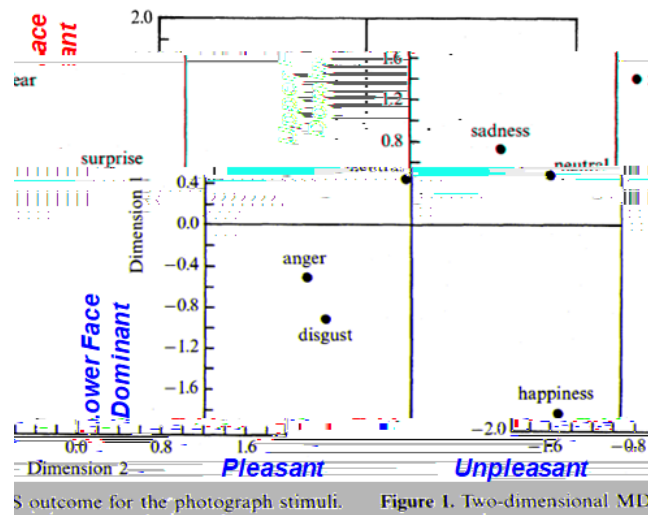 2.0
ace
ant
1.6
ear
1.2
sadness
0.8
surprise
neutral
neutral
0.4
Dimension 1
0.0
anger
−0.4
−0.8
disgust
−1.2
ower Face
Dominant
−1.6
happiness
−2.0
0.0 0.8 1.6 −1.6 −0.8
Dimension 2 Pleasant Unpleasant
S outcome for the photograph stimuli. Figure 1. Two-dimensional MD